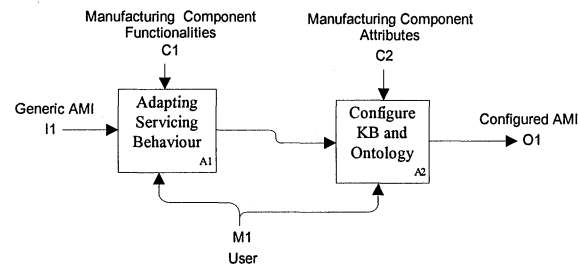 Manufacturing Component
Functionalities
C1
Manufacturing Component
Attributes
C2
Generic AMI
I1
Adapting
Servicing
Behaviour
A1
Configure
KB and
Ontology
A2
Configured AMI
O1
M1
User